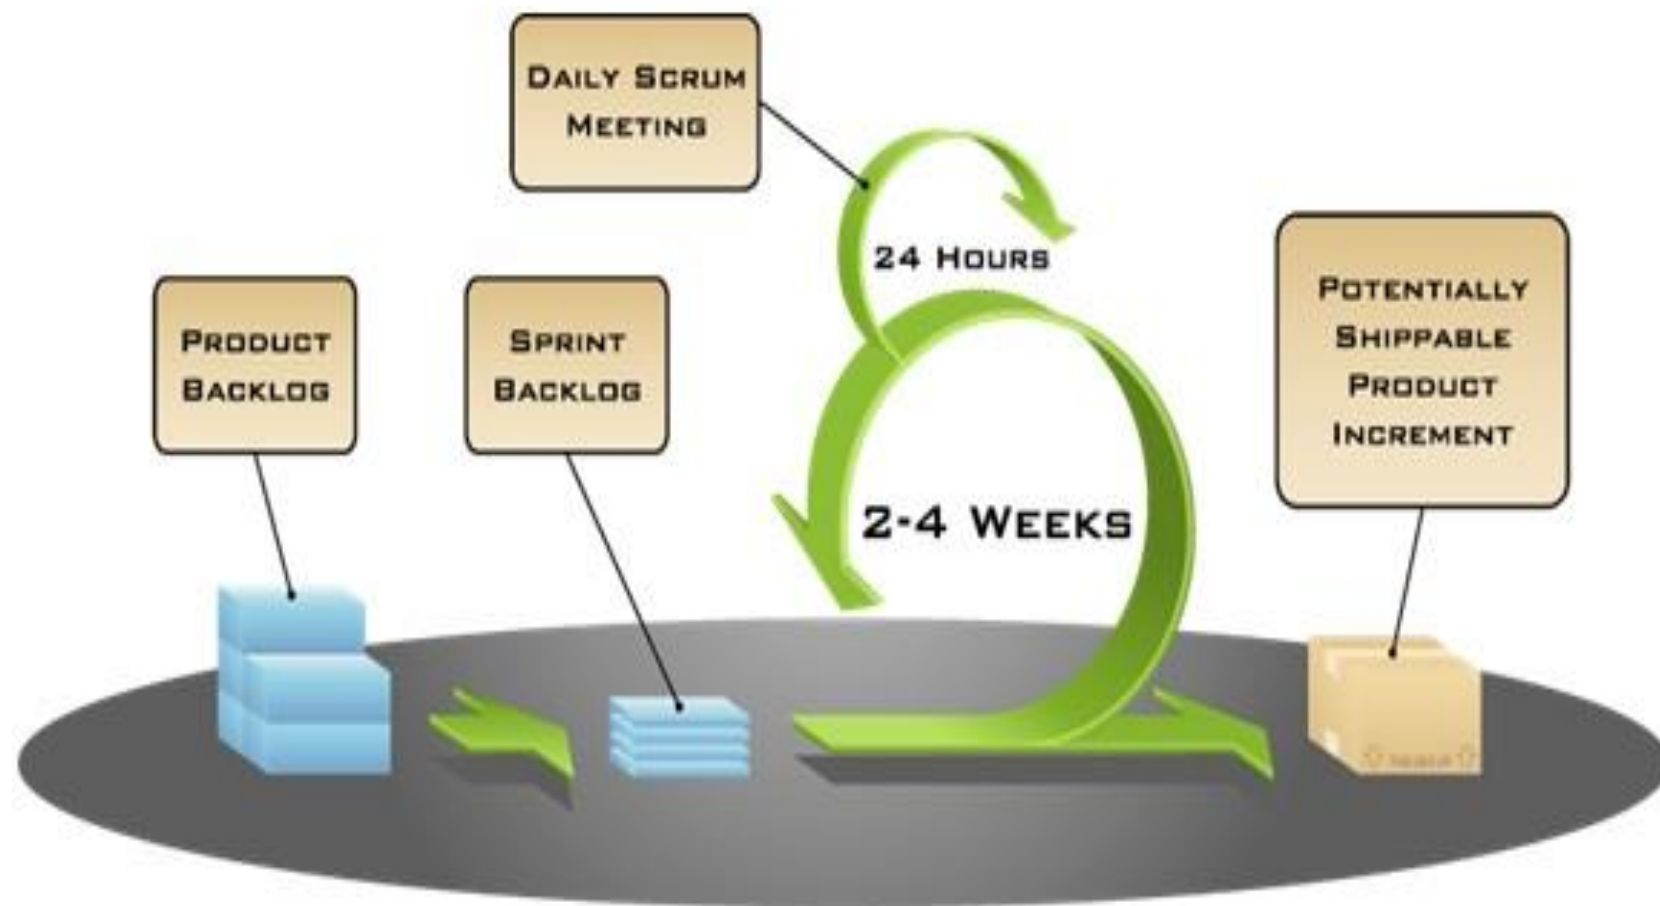 DAILY SCRUM
MEETING
24 HOURS
PRODUCT
BACKLOG
SPRINT
BACKLOG
POTENTIALLY
SHIPPABLE
PRODUCT
INCREMENT
2-4 WEEKS